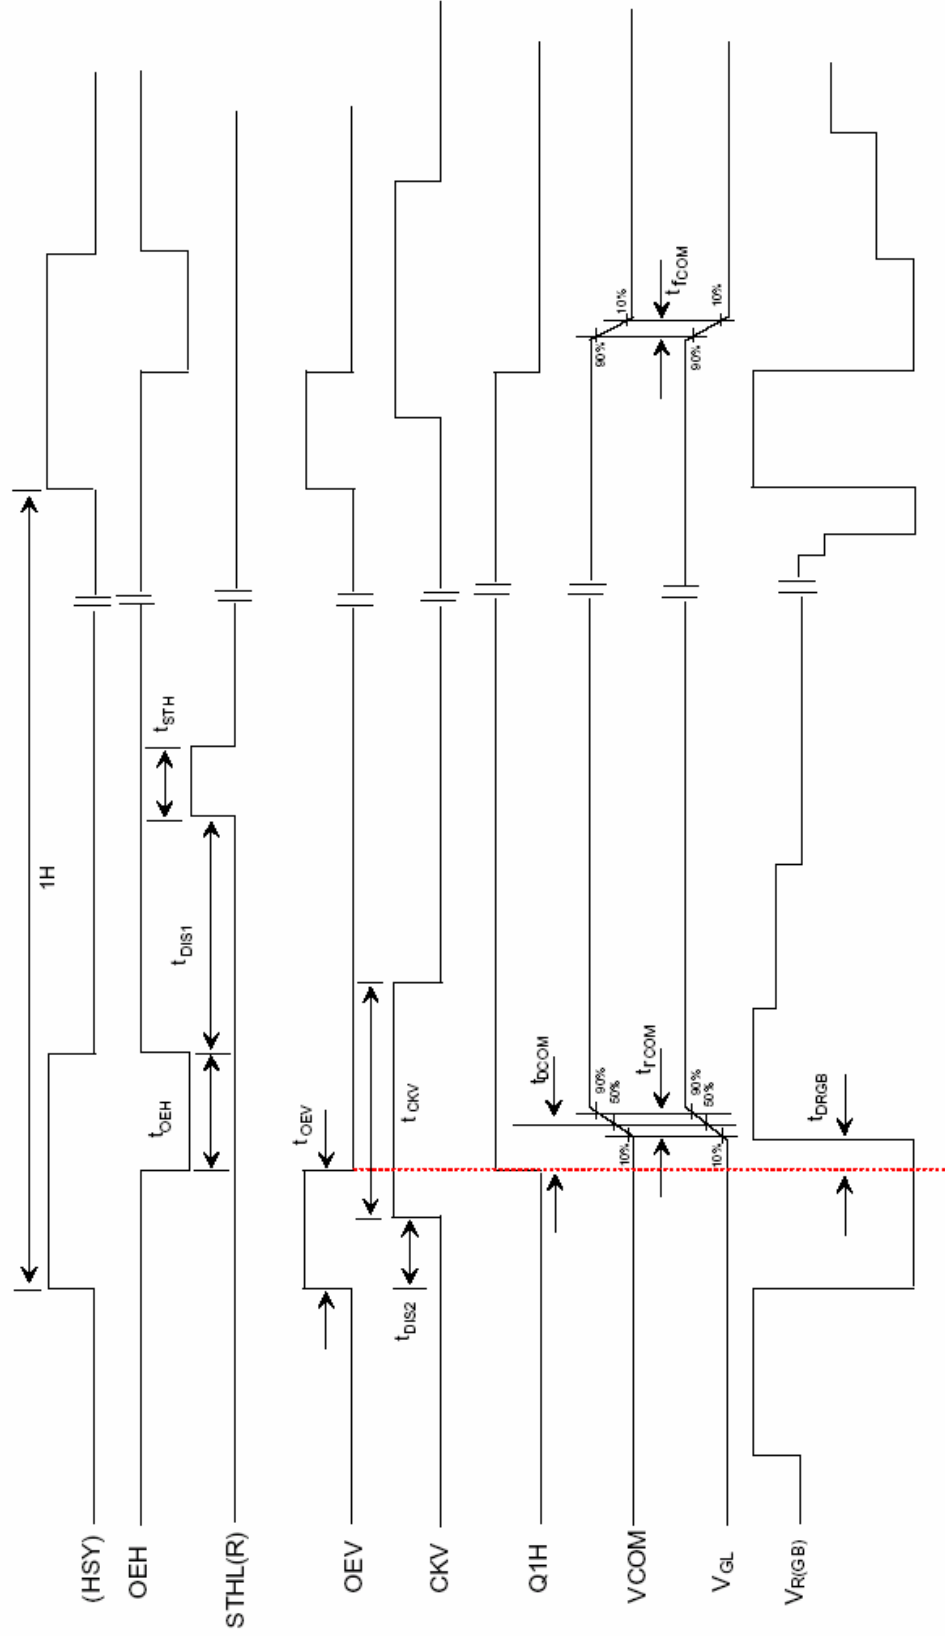 1H
(HSY)
tOEH
tSTH
OEH
tDIS1
STHL(R)
tOEV
OEV
tCKV
tDIS2
CKV
tDCOM
Q1H
90%
50%
10%
trCOM
90%
10%
tfCOM
VCOM
90%
50%
10%
90%
10%
VGL
tDRGB
VR(GB)